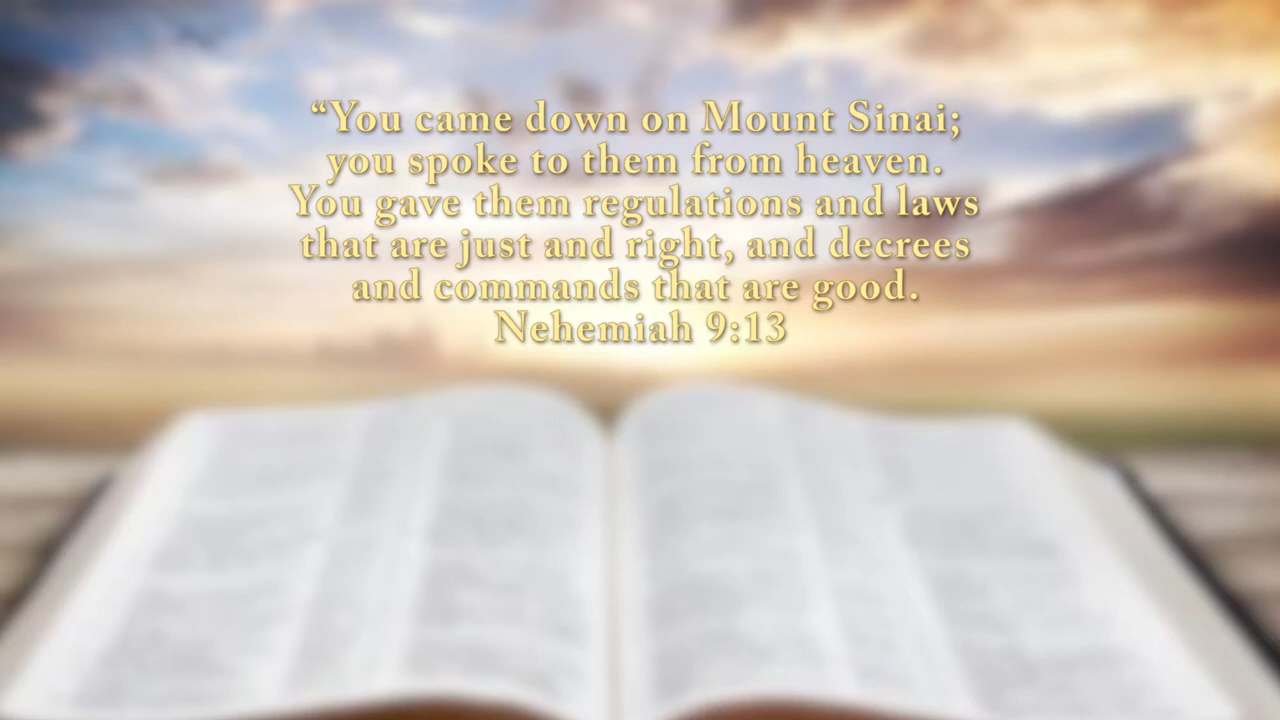 “You came down on Mount Sinai;
you spoke to them from heaven.
You gave them regulations and laws
that are just and right, and decrees
and commands that are good.
Nehemiah 9:13